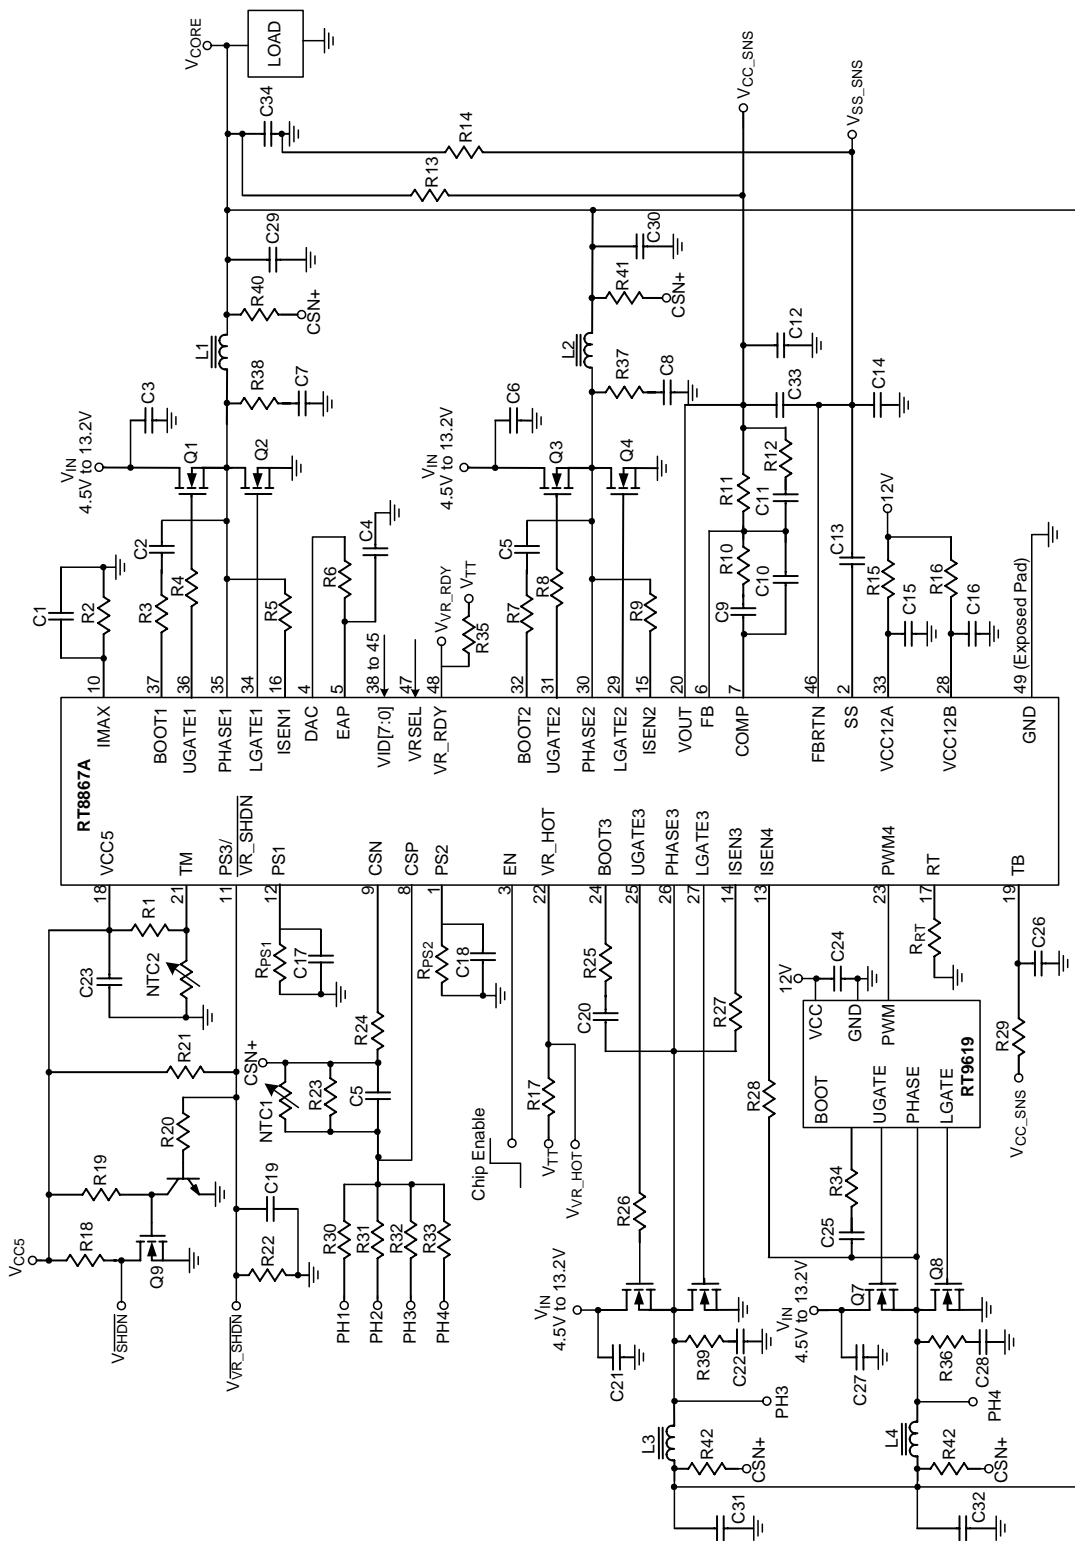 VCORE
LOAD
C34
R14
R13
VCC_SNS
VSS_SNS
C29
R40
CSN+
L1
R38
C7
C30
R41
CSN+
L2
R37
C8
C12
C33
C14
VIN
4.5V to 13.2V
C3
Q1
Q2
VIN
4.5V to 13.2V
C6
Q3
Q4
R11
R12
C11
R10
C10
C9
C13
12V
R15
C15
R16
C16
C1
R2
C2
R3
R4
R5
R6
C4
VVR_RDY
VTT
R35
C5
R7
R8
R9
10
37
36
35
34
16
4
5
38 to 45
47
48
32
31
30
29
15
20
6
7
46
2
33
28
49 (Exposed Pad)
IMAX
BOOT1
UGATE1
PHASE1
LGATE1
ISEN1
DAC
EAP
VID[7:0]
VRSEL
VR_RDY
BOOT2
UGATE2
PHASE2
LGATE2
ISEN2
VOUT
FB
COMP
FBRTN
SS
VCC12A
VCC12B
GND
RT8867A
VCC5
TM
PS3/
VR_SHDN
PS1
CSN
CSP
PS2
EN
VR_HOT
BOOT3
UGATE3
PHASE3
LGATE3
ISEN3
ISEN4
PWM4
RT
TB
18
21
11
12
9
8
1
3
22
24
25
26
27
14
13
23
17
19
R1
C23
NTC2
R21
R20
R19
R18
Q9
VCC5
VSHDN
VVR_SHDN
C19
R22
RPS1
C17
R24
CSN+
NTC1
R23
C5
RPS2
C18
PH1
PH2
PH3
PH4
R30
R31
R32
R33
Chip Enable
R17
VTT
VVR_HOT
R25
C20
R27
R26
R28
VIN
4.5V to 13.2V
C21
R39
C22
PH3
L3
R42
CSN+
C31
12V
C24
VCC
GND
PWM
RT9619
BOOT
UGATE
PHASE
LGATE
RRT
R29
C26
VCC_SNS
R34
C25
Q7
Q8
VIN
4.5V to 13.2V
C27
R36
C28
PH4
L4
R42
CSN+
C32